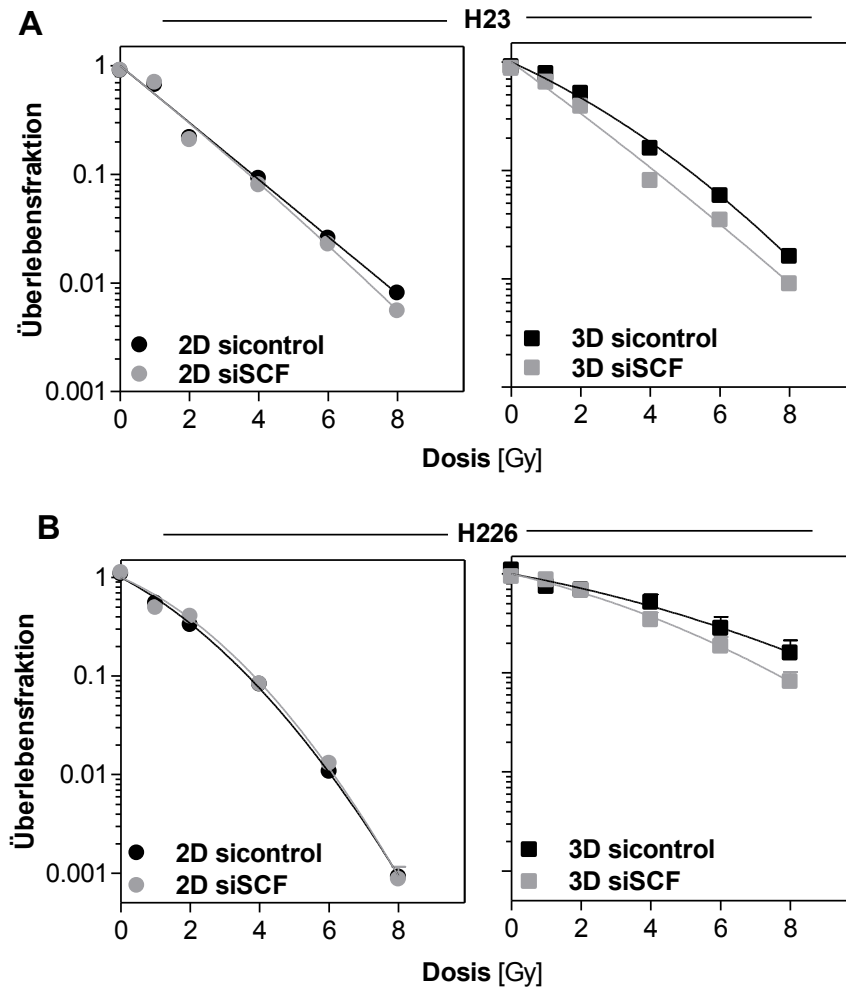 A
H23
Überlebensfraktion
1
0.1
0.01
0.001
2D sicontrol
2D siSCF
3D sicontrol
3D siSCF
0 2 4 6 8
0 2 4 6 8
Dosis [Gy]
B
H226
Überlebensfraktion
1
0.1
0.01
0.001
2D sicontrol
2D siSCF
3D sicontrol
3D siSCF
0 2 4 6 8
0 2 4 6 8
Dosis [Gy]